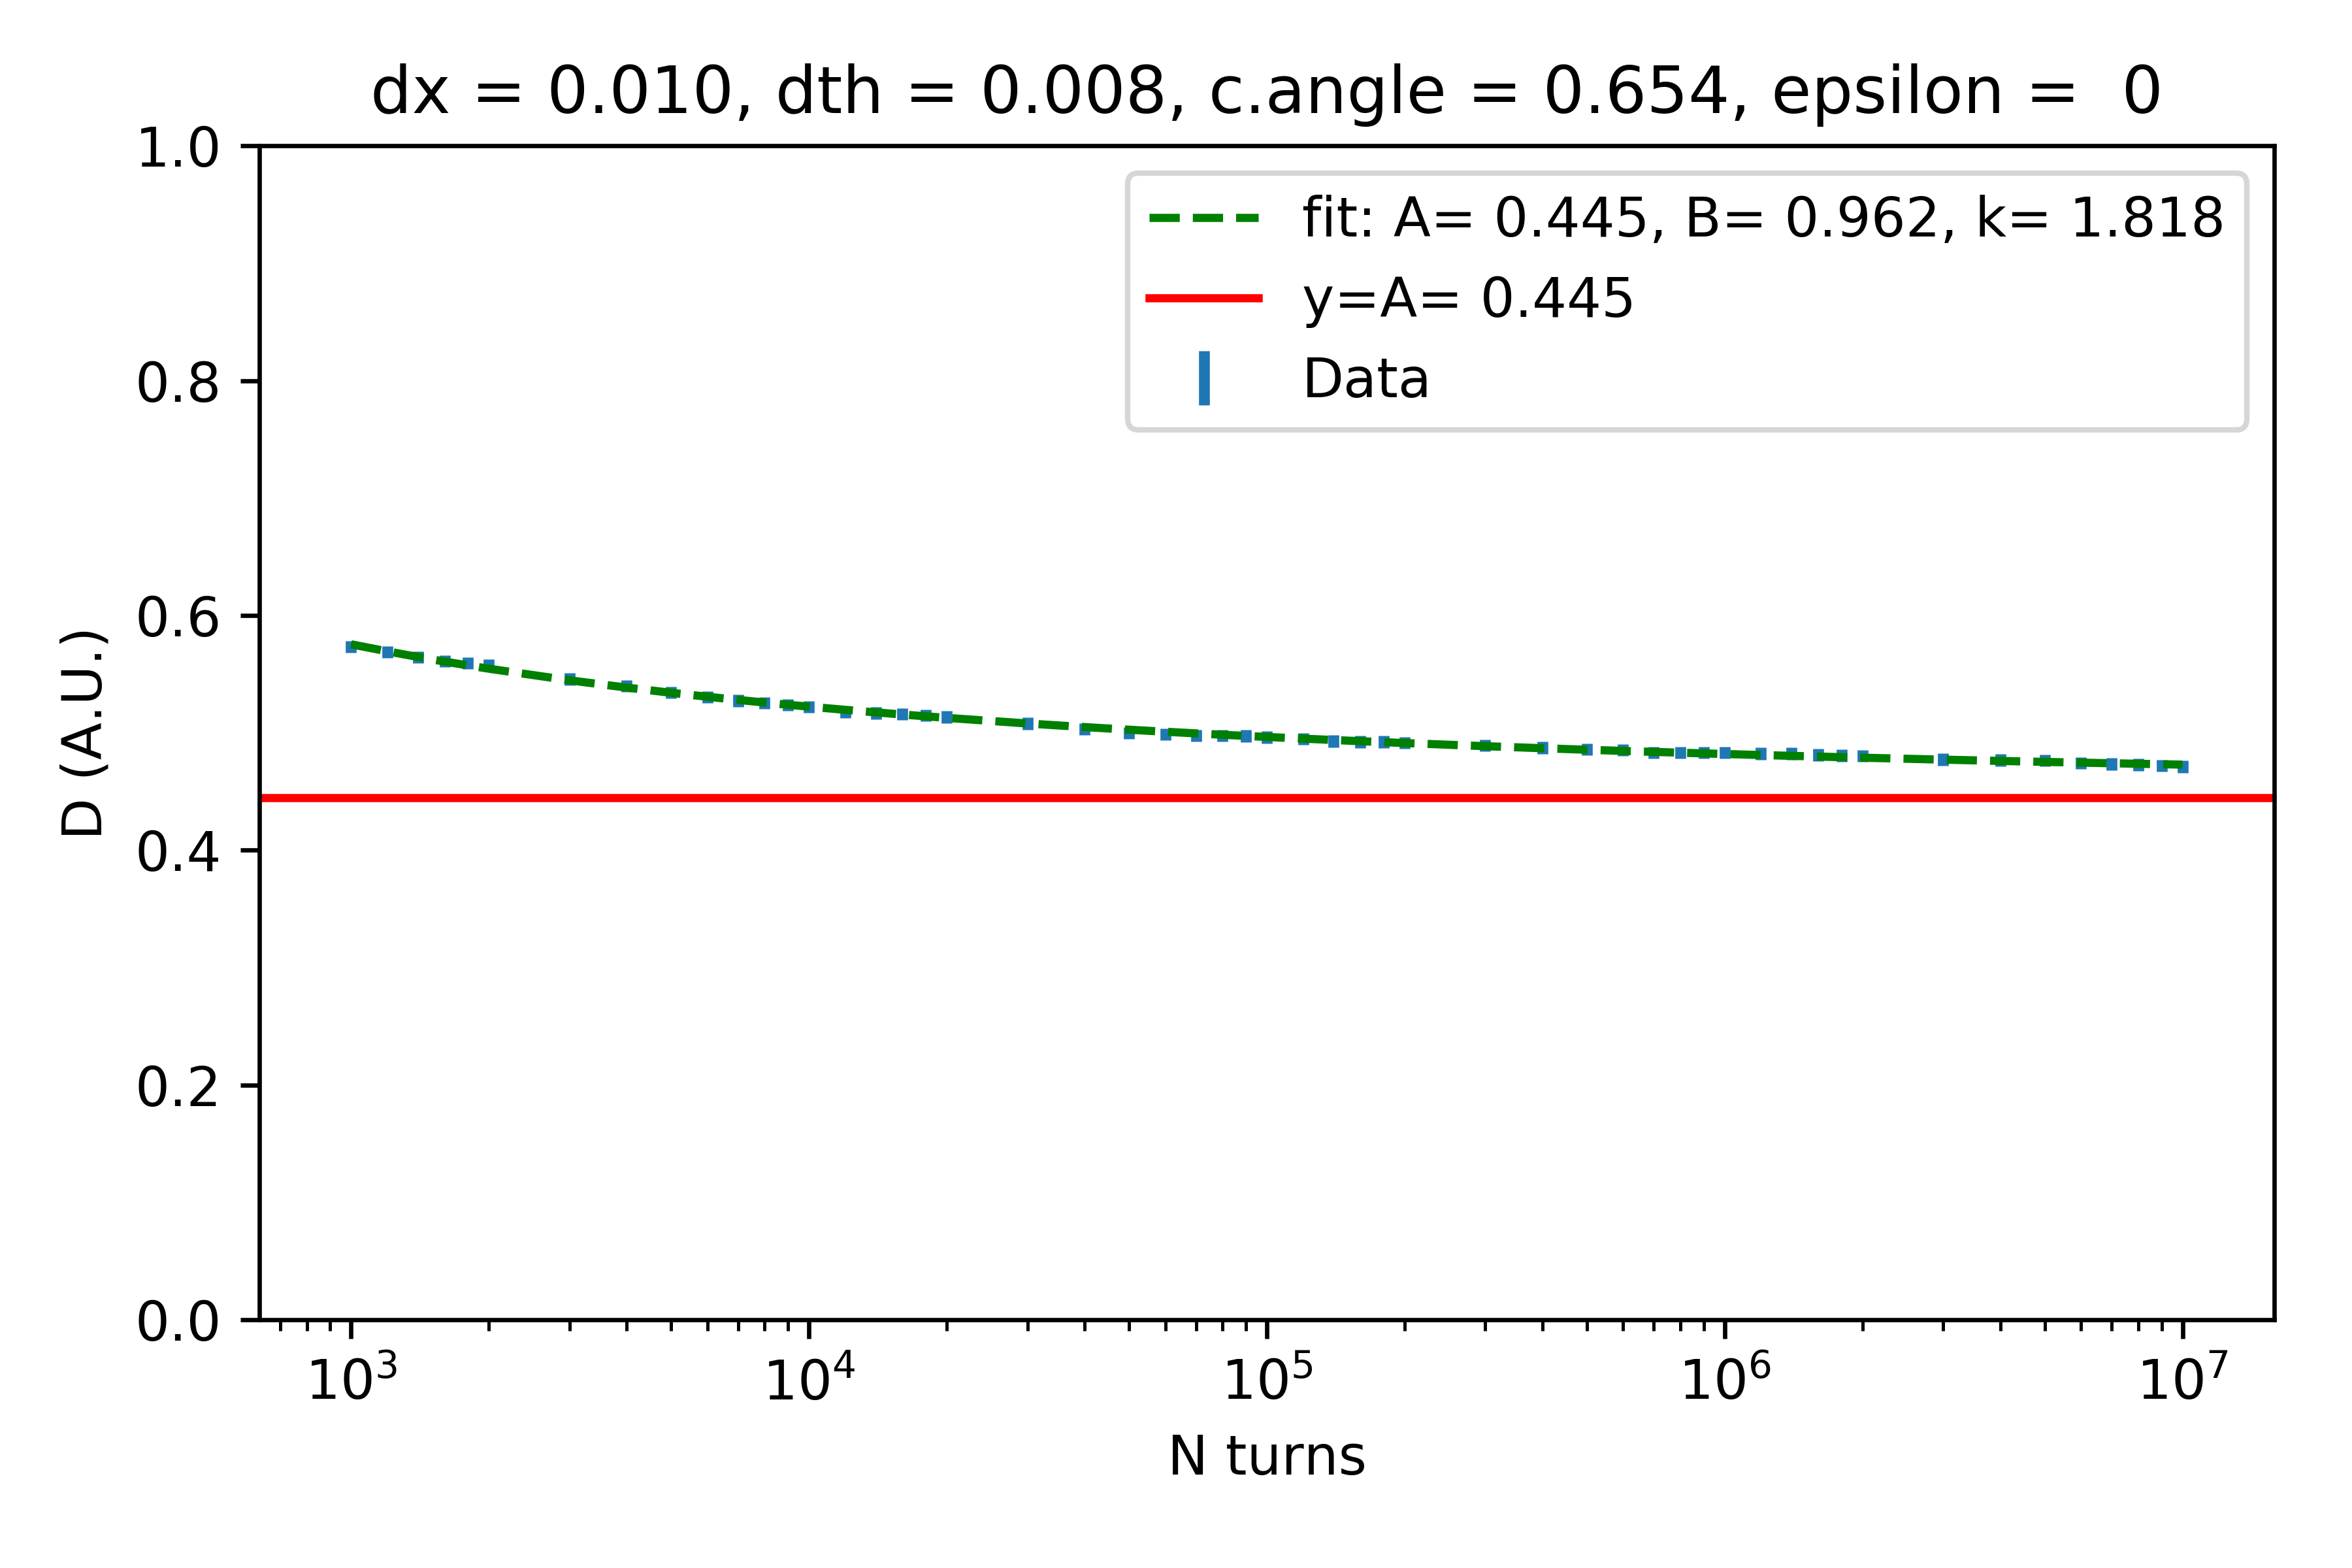 dx = 0.010, dth = 0.008, c.angle = 0.654, epsilon =  0
fit: A= 0.445, B= 0.962, k= 1.818
y=A= 0.445
Data
D (A.U.)
1.0
0.8
0.6
0.4
0.2
0.0
10³ 10⁴ 10⁵ 10⁶ 10⁷
N turns